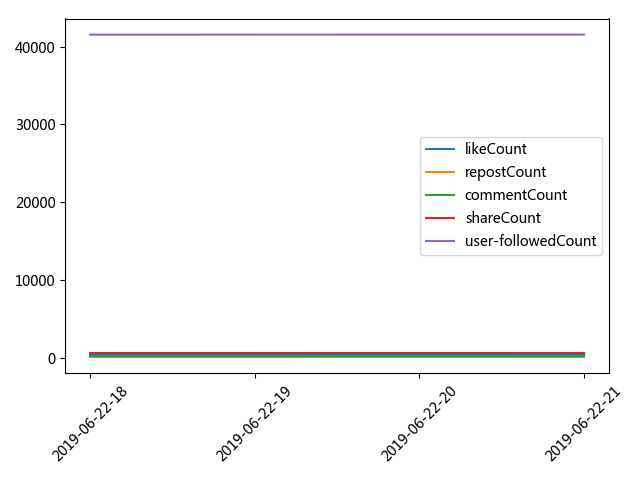 40000
30000
20000
10000
0
likeCount
repostCount
commentCount
shareCount
user-followedCount
2019-06-22-18
2019-06-22-19
2019-06-22-20
2019-06-22-21